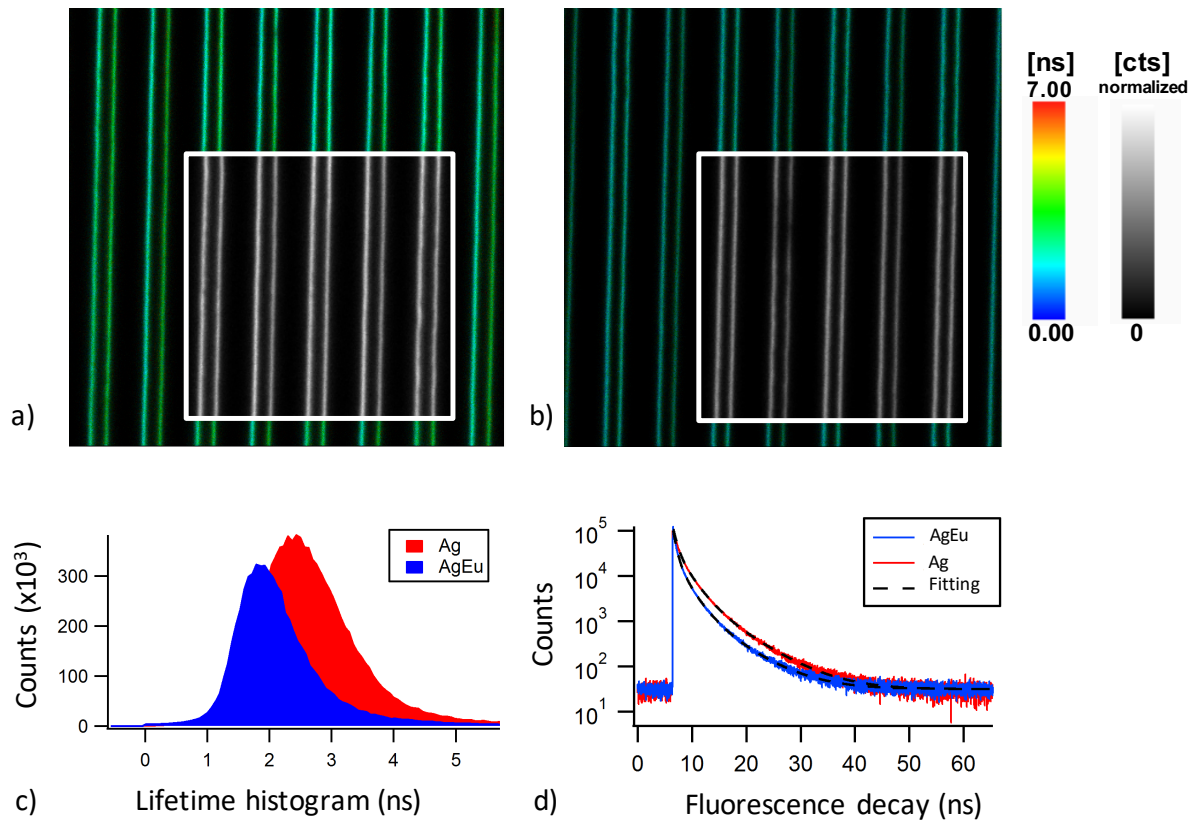 [ns] [cts]
7.00 normalized
0.00 0
a) b)
Counts (x10³)
300
200
100
0
0 1 2 3 4 5
Ag
AgEu
c) Lifetime histogram (ns)
Counts
10⁵
10⁴
10³
10²
10¹
0 10 20 30 40 50 60
AgEu
Ag
Fitting
d) Fluorescence decay (ns)